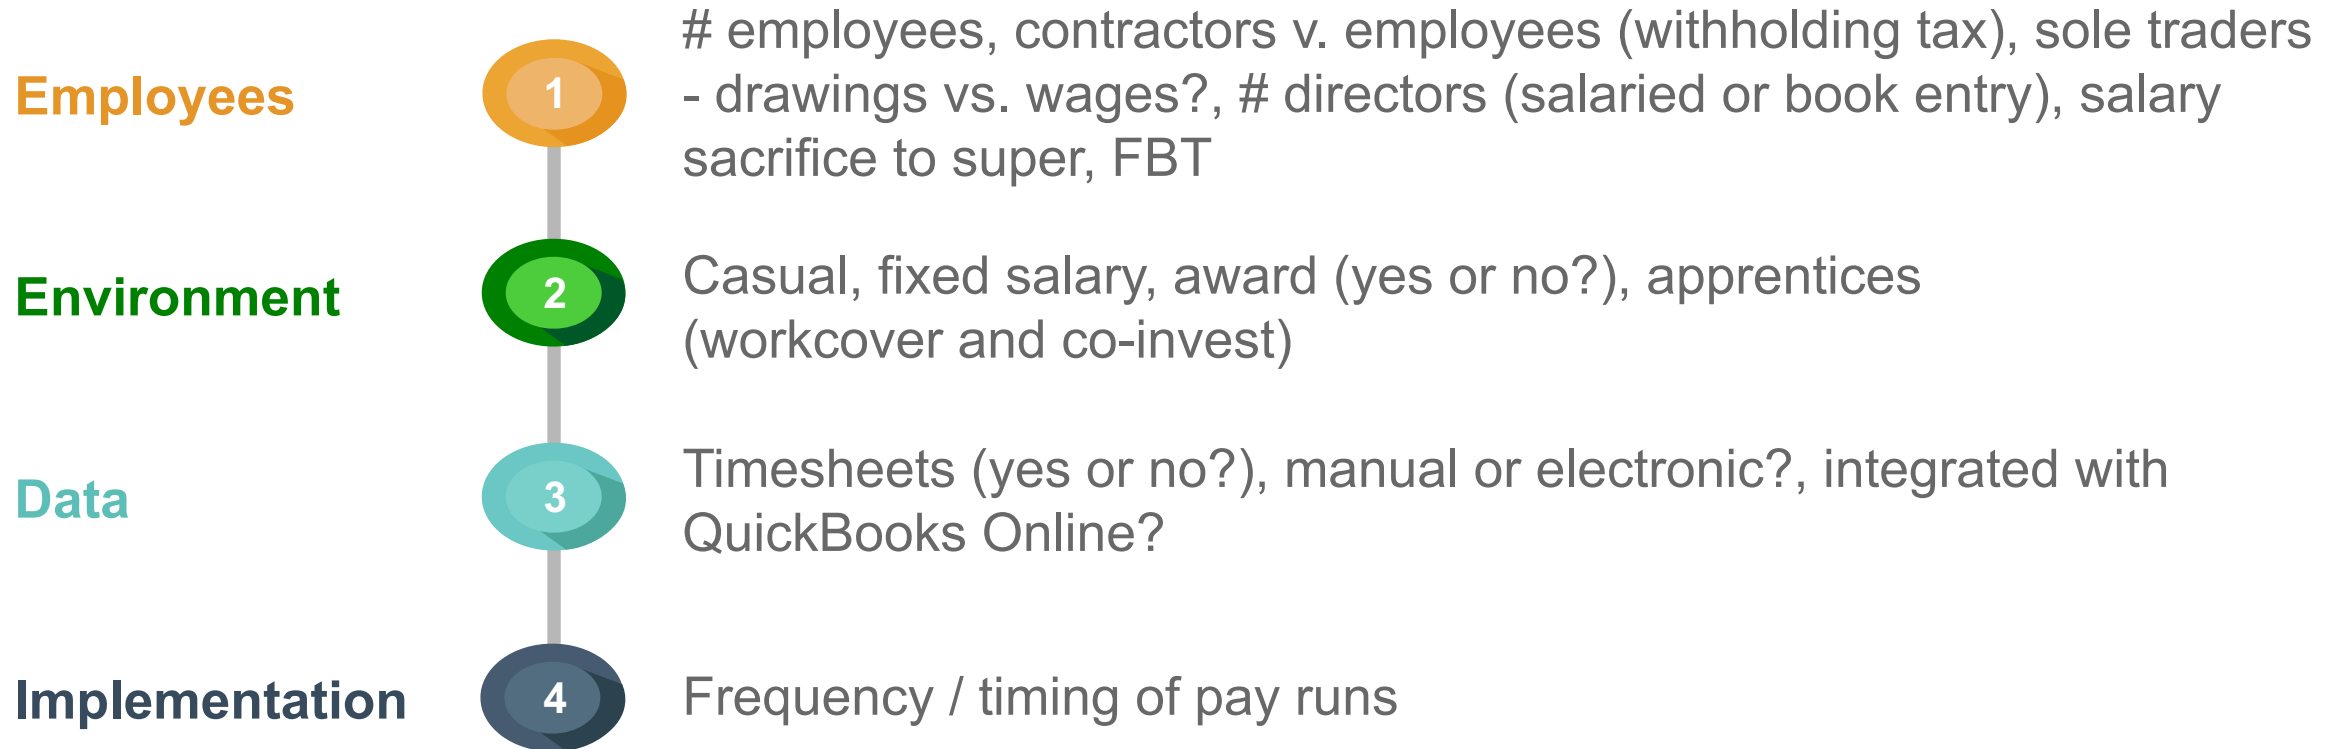 Employees
1
# employees, contractors v. employees (withholding tax), sole traders
- drawings vs. wages?, # directors (salaried or book entry), salary
sacrifice to super, FBT
Environment
2
Casual, fixed salary, award (yes or no?), apprentices
(workcover and co-invest)
Data
3
Timesheets (yes or no?), manual or electronic?, integrated with
QuickBooks Online?
Implementation
4
Frequency / timing of pay runs